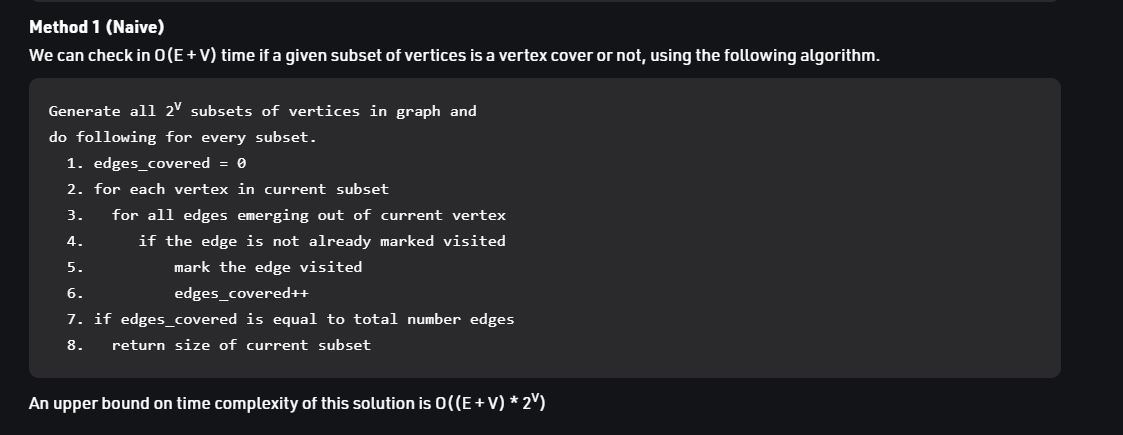 Method 1 (Naive)
We can check in O(E + V) time if a given subset of vertices is a vertex cover or not, using the following algorithm.
Generate all 2^V subsets of vertices in graph and
do following for every subset.
1. edges_covered = 0
2. for each vertex in current subset
3. for all edges emerging out of current vertex
4. if the edge is not already marked visited
5. mark the edge visited
6. edges_covered++
7. if edges_covered is equal to total number edges
8. return size of current subset
An upper bound on time complexity of this solution is O((E + V) * 2^V)